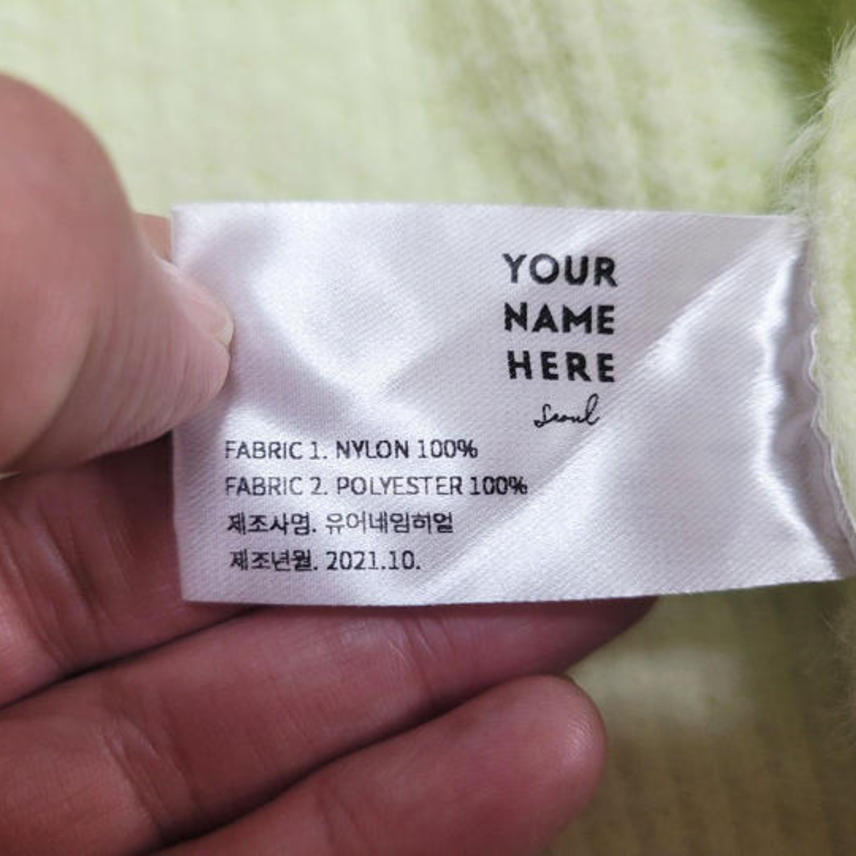 YOUR
NAME
HERE
Seoul
FABRIC 1. NYLON 100%
FABRIC 2. POLYESTER 100%
제조사명. 유어네임히얼
제조년월. 2021.10.